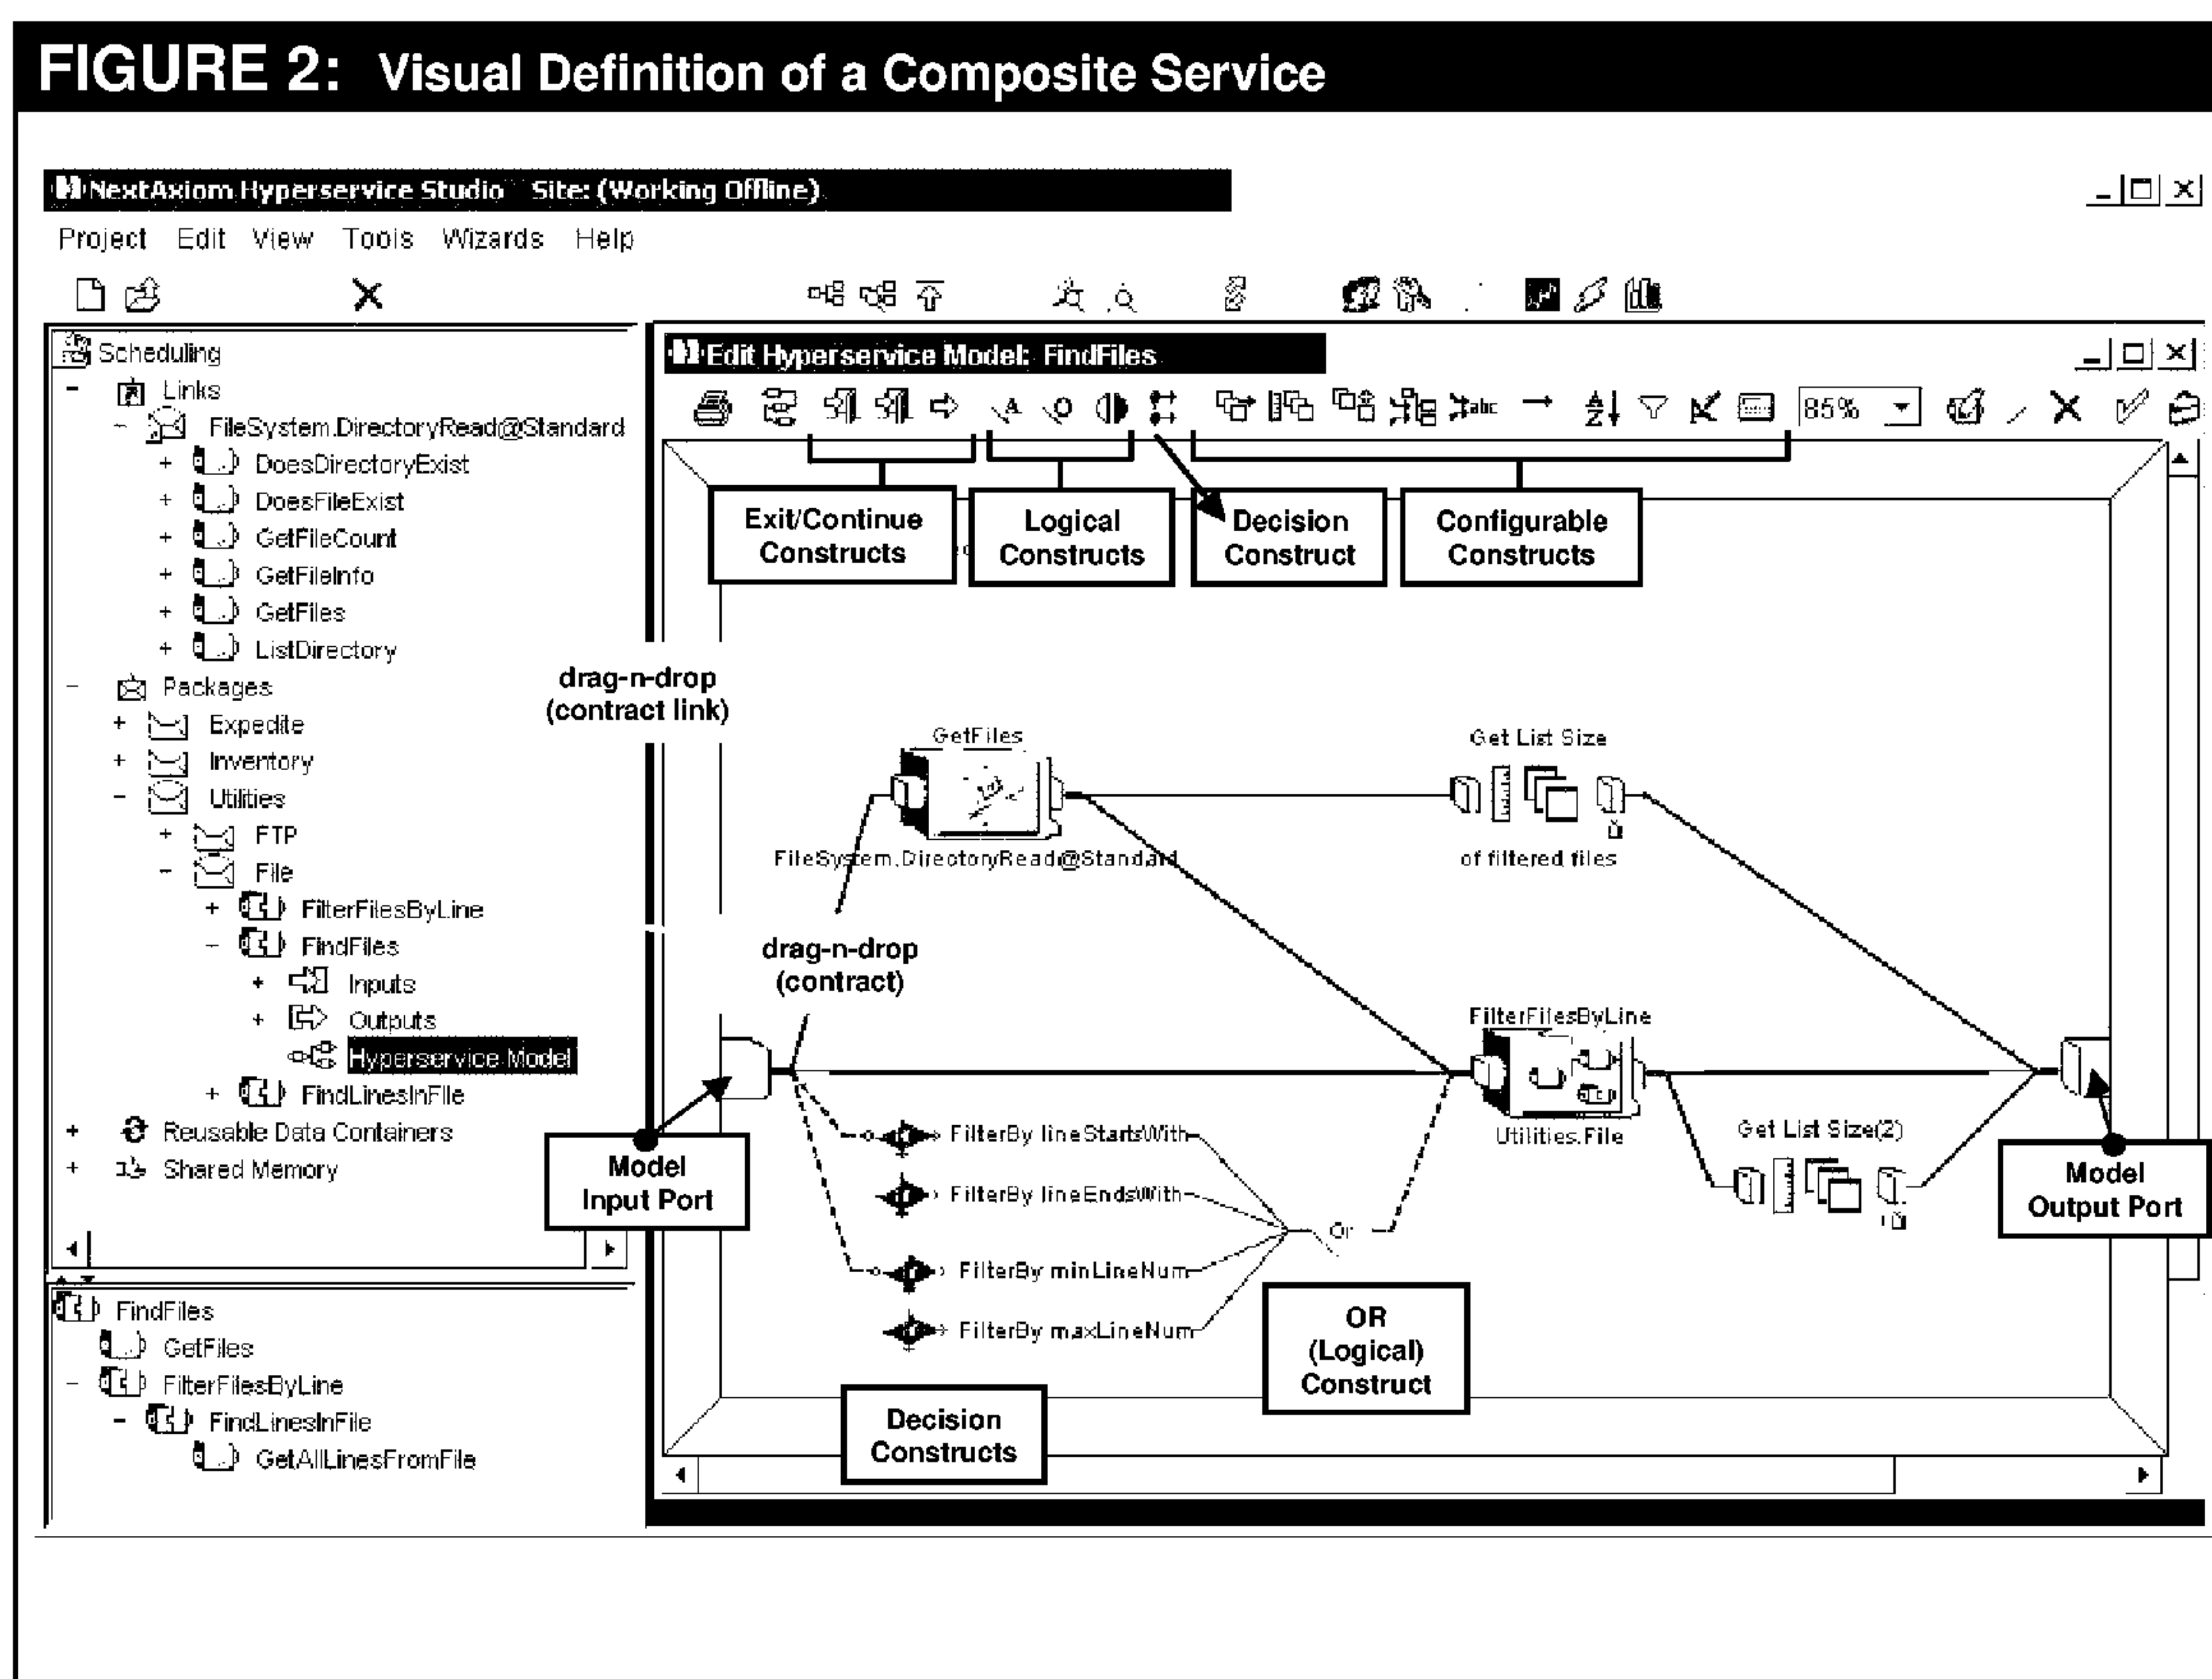 FIGURE 2: Visual Definition of a Composite Service
NextAxiom Hyperservice Studio Site: (Working Offline)
Project Edit View Tools Wizards Help
Scheduling
Links
FileSystem.DirectoryRead@Standard
DoesDirectoryExist
DoesFileExist
GetFileCount
GetFileInfo
GetFiles
ListDirectory
Packages
Expedite
Inventory
Utilities
FTP
File
FilterFilesByLine
FindFiles
Inputs
Outputs
Hyperservice Model
FindLinesInFile
Reusable Data Containers
Shared Memory
FindFiles
GetFiles
FilterFilesByLine
FindLinesInFile
GetAllLinesFromFile
Edit Hyperservice Model: FindFiles
A O abc 85%
Exit/Continue
Constructs
Logical
Constructs
Decision
Construct
Configurable
Constructs
drag-n-drop
(contract link)
GetFiles
FileSystem.DirectoryRead@Standard
Get List Size
of filtered files
drag-n-drop
(contract)
FilterFilesByLine
Utilities.File
Model
Input Port
FilterBy lineStartsWith
FilterBy lineEndsWith
FilterBy minLineNum
FilterBy maxLineNum
Or
Get List Size(2)
Model
Output Port
OR
(Logical)
Construct
Decision
Constructs